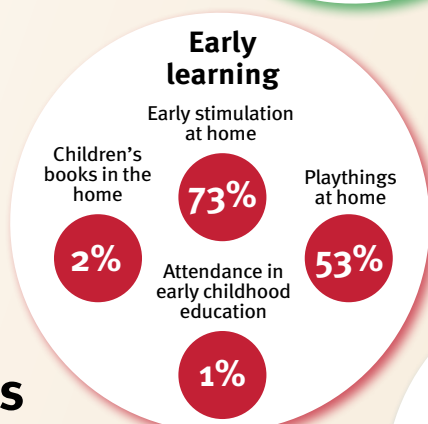 Early
learning
Early stimulation
at home
73%
Children’s
books in the
home
2%
Playthings
at home
53%
Attendance in
early childhood
education
1%
s